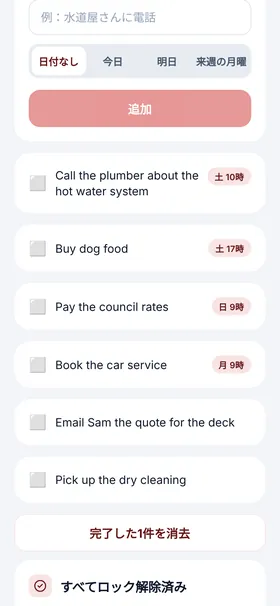 例：水道屋さんに電話
日付なし 今日 明日 来週の月曜
追加
Call the plumber about the
hot water system
土 10時
Buy dog food
土 17時
Pay the council rates
日 9時
Book the car service
月 9時
Email Sam the quote for the deck
Pick up the dry cleaning
完了した1件を消去
すべてロック解除済み